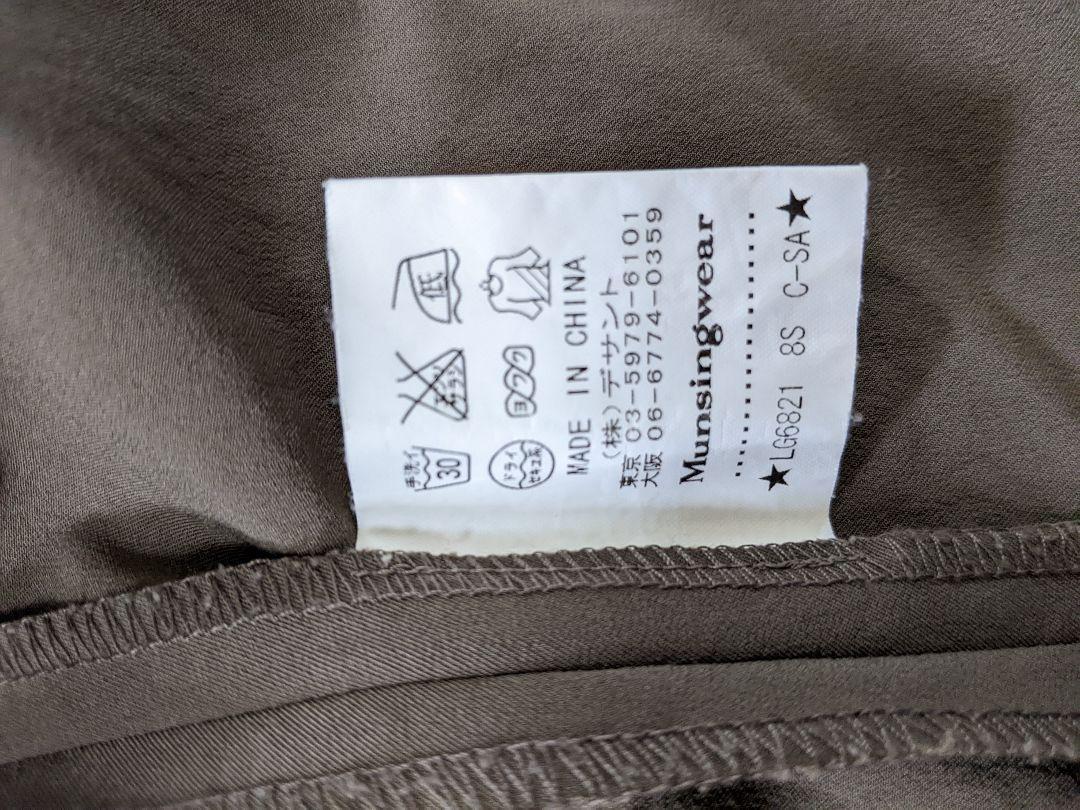 手洗イ
30
低
ドライ
セキユ系
ヨワク
MADE IN CHINA
(株)デサント
東京 03-5979-6101
大阪 06-6774-0359
Munsingwear
★LG6821 8S C-SA★